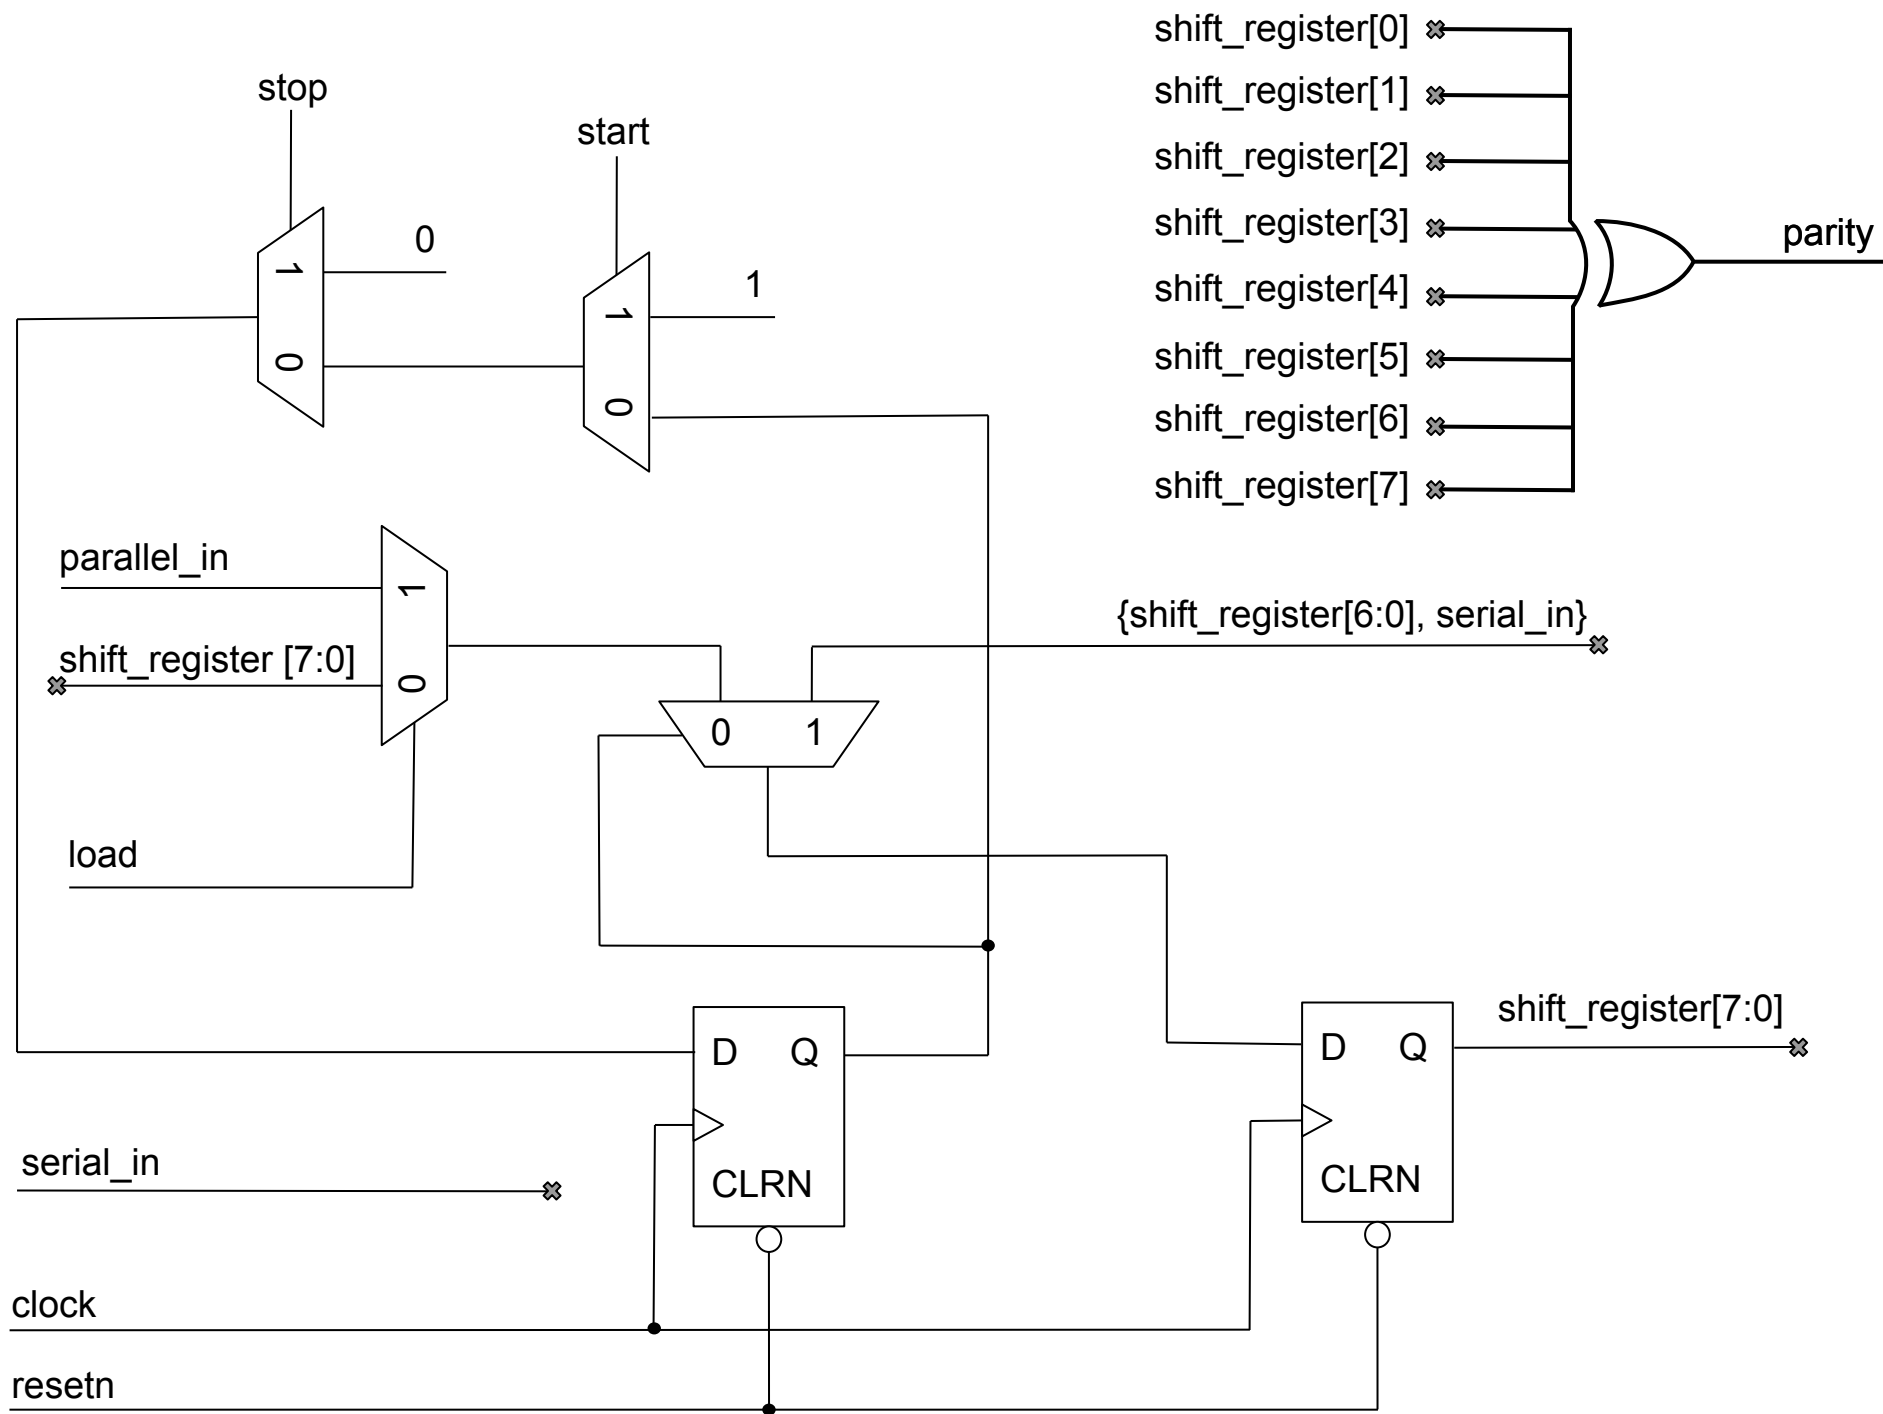 shift_register[0]
stop
shift_register[1]
start
shift_register[2]
shift_register[3]
parity
0
1
0
shift_register[4]
1
1
0
shift_register[5]
shift_register[6]
shift_register[7]
parallel_in
1
{shift_register[6:0], serial_in}
shift_register [7:0]
0
0 1
load
shift_register[7:0]
D Q
D Q
serial_in
CLRN
CLRN
clock
resetn